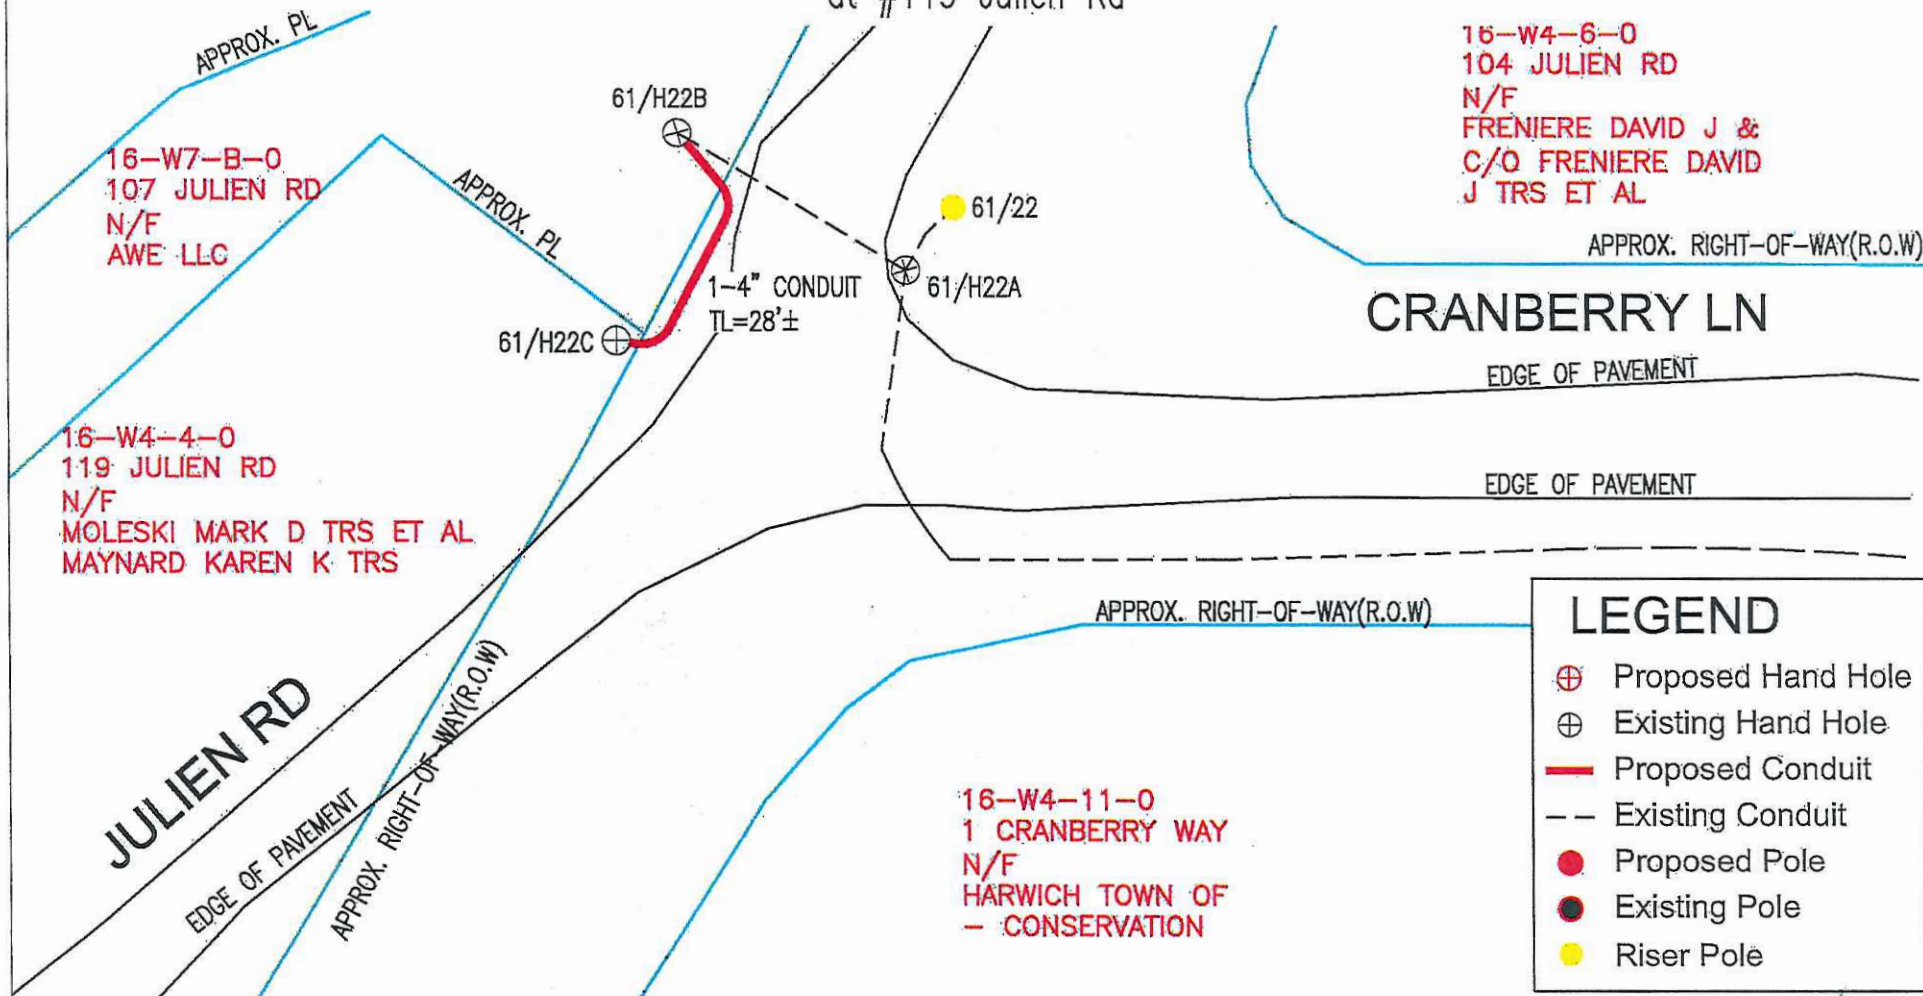 at #119 Julien Rd
APPROX. PL
61/H22B
16-W7-B-0
107 JULIEN RD
N/F
AWE LLC
APPROX. PL
61/22
61/H22A
1-4" CONDUIT
TL=28'±
61/H22C
16-W4-6-0
104 JULIEN RD
N/F
FRENIERE DAVID J &
C/O FRENIERE DAVID
J TRS ET AL
APPROX. RIGHT-OF-WAY(R.O.W)
CRANBERRY LN
EDGE OF PAVEMENT
EDGE OF PAVEMENT
16-W4-4-0
119 JULIEN RD
N/F
MOLESKI MARK D TRS ET AL
MAYNARD KAREN K TRS
APPROX. RIGHT-OF-WAY(R.O.W)
JULIEN RD
EDGE OF PAVEMENT
APPROX. RIGHT-OF-WAY(R.O.W)
16-W4-11-0
1 CRANBERRY WAY
N/F
HARWICH TOWN OF
- CONSERVATION
LEGEND
Proposed Hand Hole
Existing Hand Hole
Proposed Conduit
Existing Conduit
Proposed Pole
Existing Pole
Riser Pole